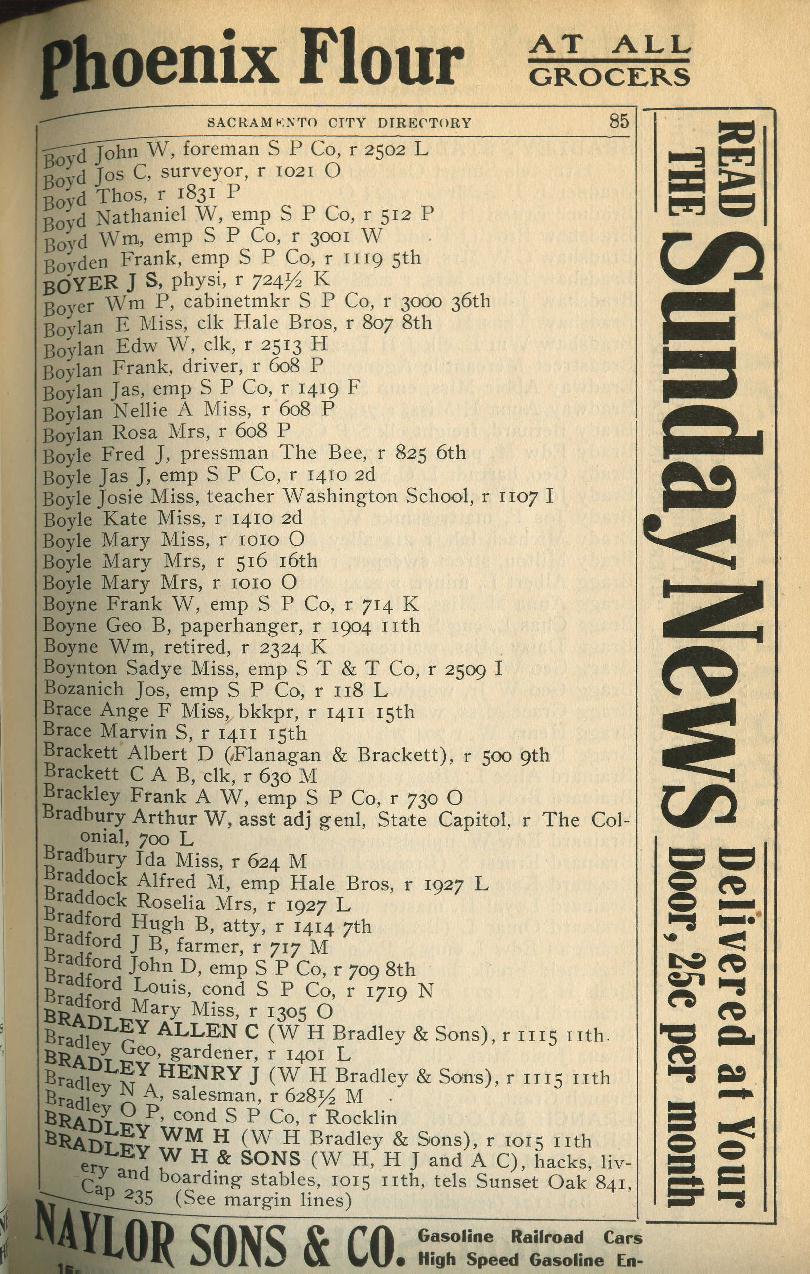 Phoenix Flour
AT ALL
GROCERS
SACRAMENTO CITY DIRECTORY 85
Boyd John W, foreman S P Co, r 2502 L
Boyd Jos C, surveyor, r 1021 O
Boyd Thos, r 1831 P
Boyd Nathaniel W, emp S P Co, r 512 P
Boyd Wm, emp S P Co, r 3001 W
Boyden Frank, emp S P Co, r 1119 5th
BOYER J S, physi, r 724½ K
Boyer Wm P, cabinetmkr S P Co, r 3000 36th
Boylan E Miss, clk Hale Bros, r 807 8th
Boylan Edw W, clk, r 2513 H
Boylan Frank, driver, r 608 P
Boylan Jas, emp S P Co, r 1419 F
Boylan Nellie A Miss, r 608 P
Boylan Rosa Mrs, r 608 P
Boyle Fred J, pressman The Bee, r 825 6th
Boyle Jas J, emp S P Co, r 1410 2d
Boyle Josie Miss, teacher Washington School, r 1107 I
Boyle Kate Miss, r 1410 2d
Boyle Mary Miss, r 1010 O
Boyle Mary Mrs, r 516 16th
Boyle Mary Mrs, r 1010 O
Boyne Frank W, emp S P Co, r 714 K
Boyne Geo B, paperhanger, r 1904 11th
Boyne Wm, retired, r 2324 K
Boynton Sadye Miss, emp S T & T Co, r 2509 I
Bozanich Jos, emp S P Co, r 118 L
Brace Ange F Miss, bkkpr, r 1411 15th
Brace Marvin S, r 1411 15th
Brackett Albert D (Flanagan & Brackett), r 500 9th
Brackett C A B, clk, r 630 M
Brackley Frank A W, emp S P Co, r 730 O
Bradbury Arthur W, asst adj genl, State Capitol, r The Col-
onial, 700 L
Bradbury Ida Miss, r 624 M
Braddock Alfred M, emp Hale Bros, r 1927 L
Braddock Roselia Mrs, r 1927 L
Bradford Hugh B, atty, r 1414 7th
Bradford J B, farmer, r 717 M
Bradford John D, emp S P Co, r 709 8th
Bradford Louis, cond S P Co, r 1719 N
Bradford Mary Miss, r 1305 O
BRADLEY ALLEN C (W H Bradley & Sons), r 1115 11th.
Bradley Geo, gardener, r 1401 L
BRADLEY HENRY J (W H Bradley & Sons), r 1115 11th
Bradley N A, salesman, r 628½ M
Bradley O P, cond S P Co, r Rocklin
BRADLEY WM H (W H Bradley & Sons), r 1015 11th
BRADLEY W H & SONS (W H, H J and A C), hacks, liv-
ery and boarding stables, 1015 11th, tels Sunset Oak 841,
Cap 235 (See margin lines)
READ
THE
Sunday News
Delivered at Your
Door, 25c per month
NAYLOR SONS & CO.
Gasoline Railroad Cars
High Speed Gasoline En-